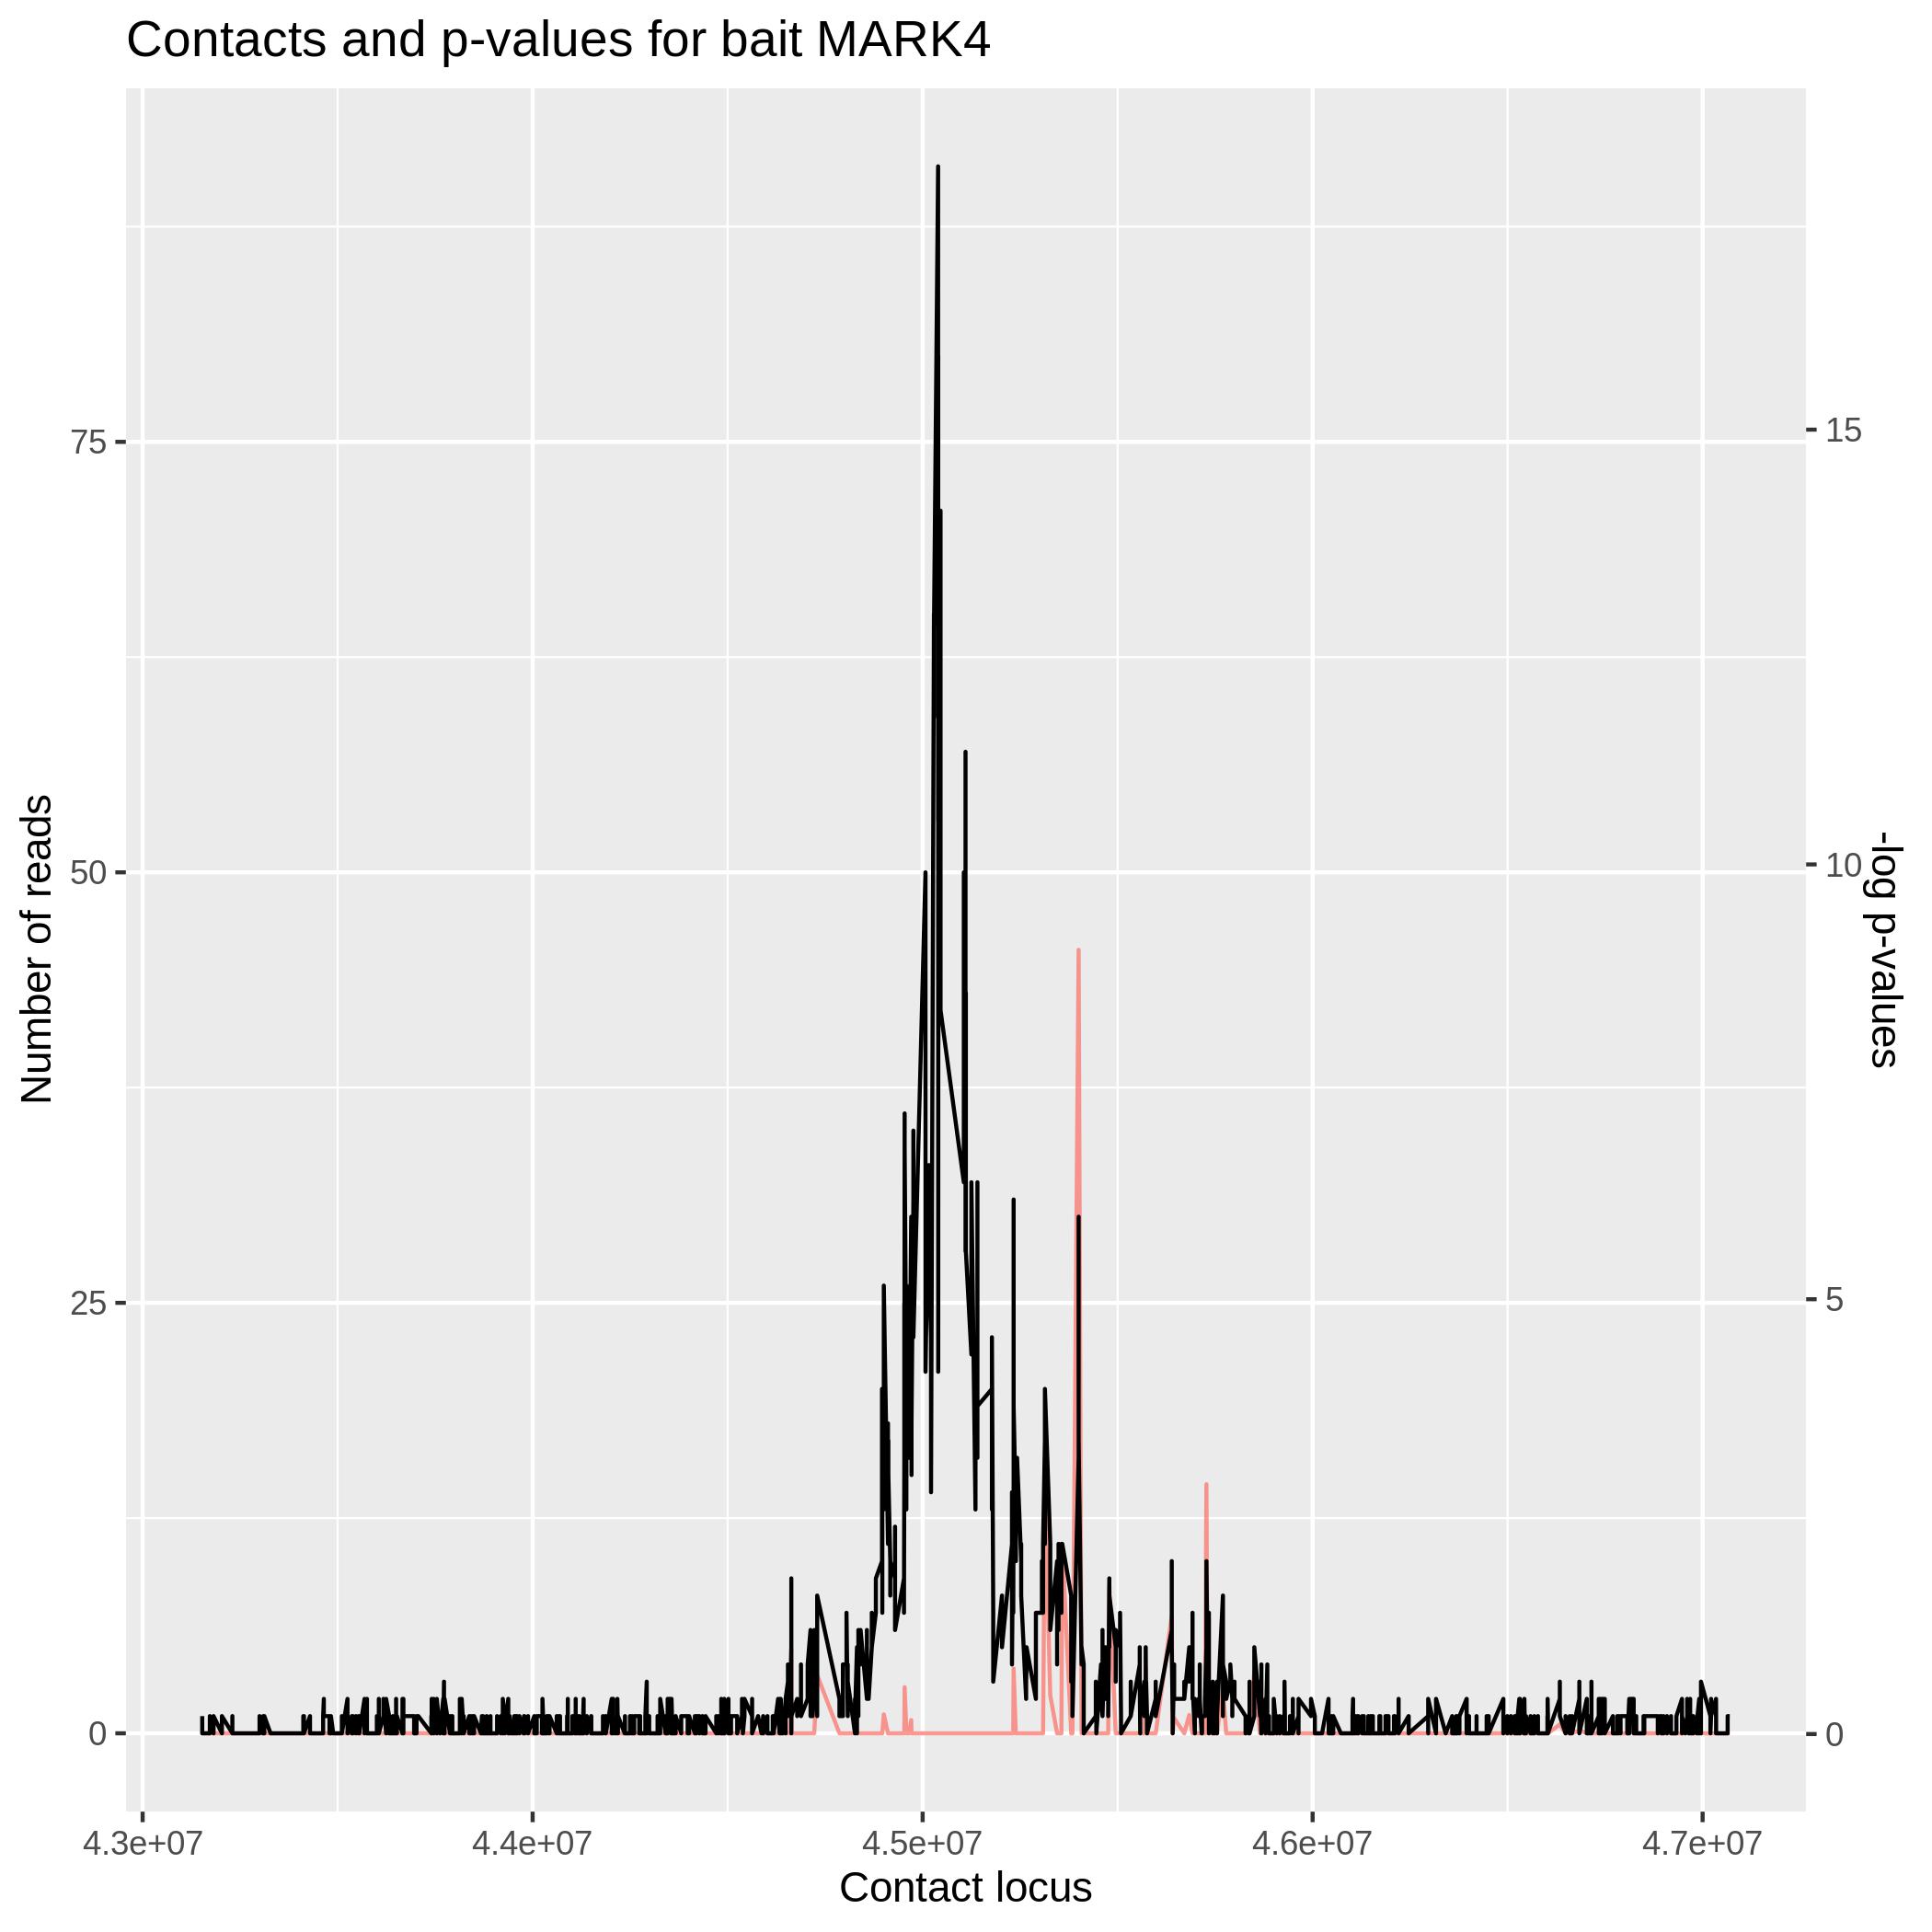 Contacts and p-values for bait MARK4
Number of reads
75
50
25
0
15
10
5
0
-log p-values
4.3e+07
4.4e+07
4.5e+07
4.6e+07
4.7e+07
Contact locus